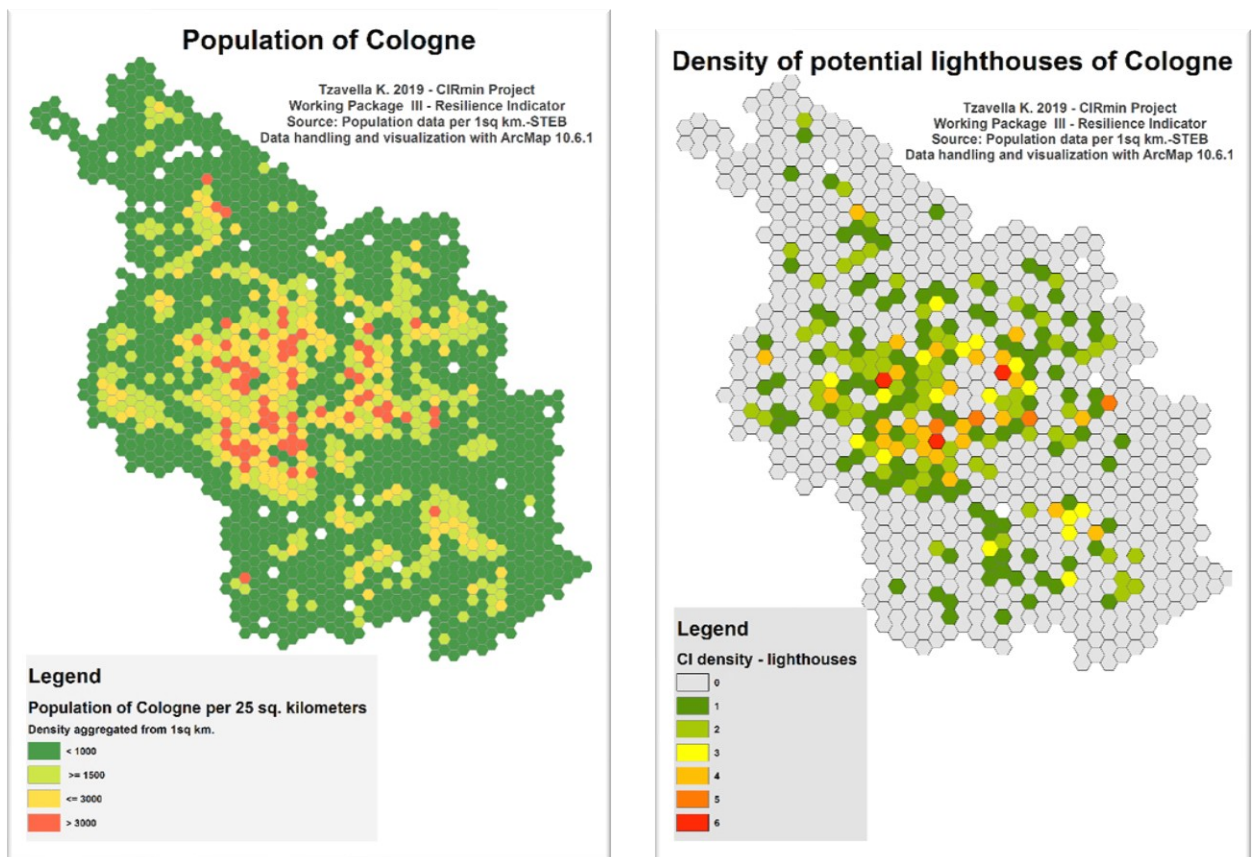 Population of Cologne
Tzavella K. 2019 - CIRmin Project
Working Package III - Resilience Indicator
Source: Population data per 1sq km.-STEB
Data handling and visualization with ArcMap 10.6.1
Legend
Population of Cologne per 25 sq. kilometers
Density aggregated from 1sq km.
< 1000
>= 1500
<= 3000
> 3000
Density of potential lighthouses of Cologne
Tzavella K. 2019 - CIRmin Project
Working Package III - Resilience Indicator
Source: Population data per 1sq km.-STEB
Data handling and visualization with ArcMap 10.6.1
Legend
CI density - lighthouses
0
1
2
3
4
5
6